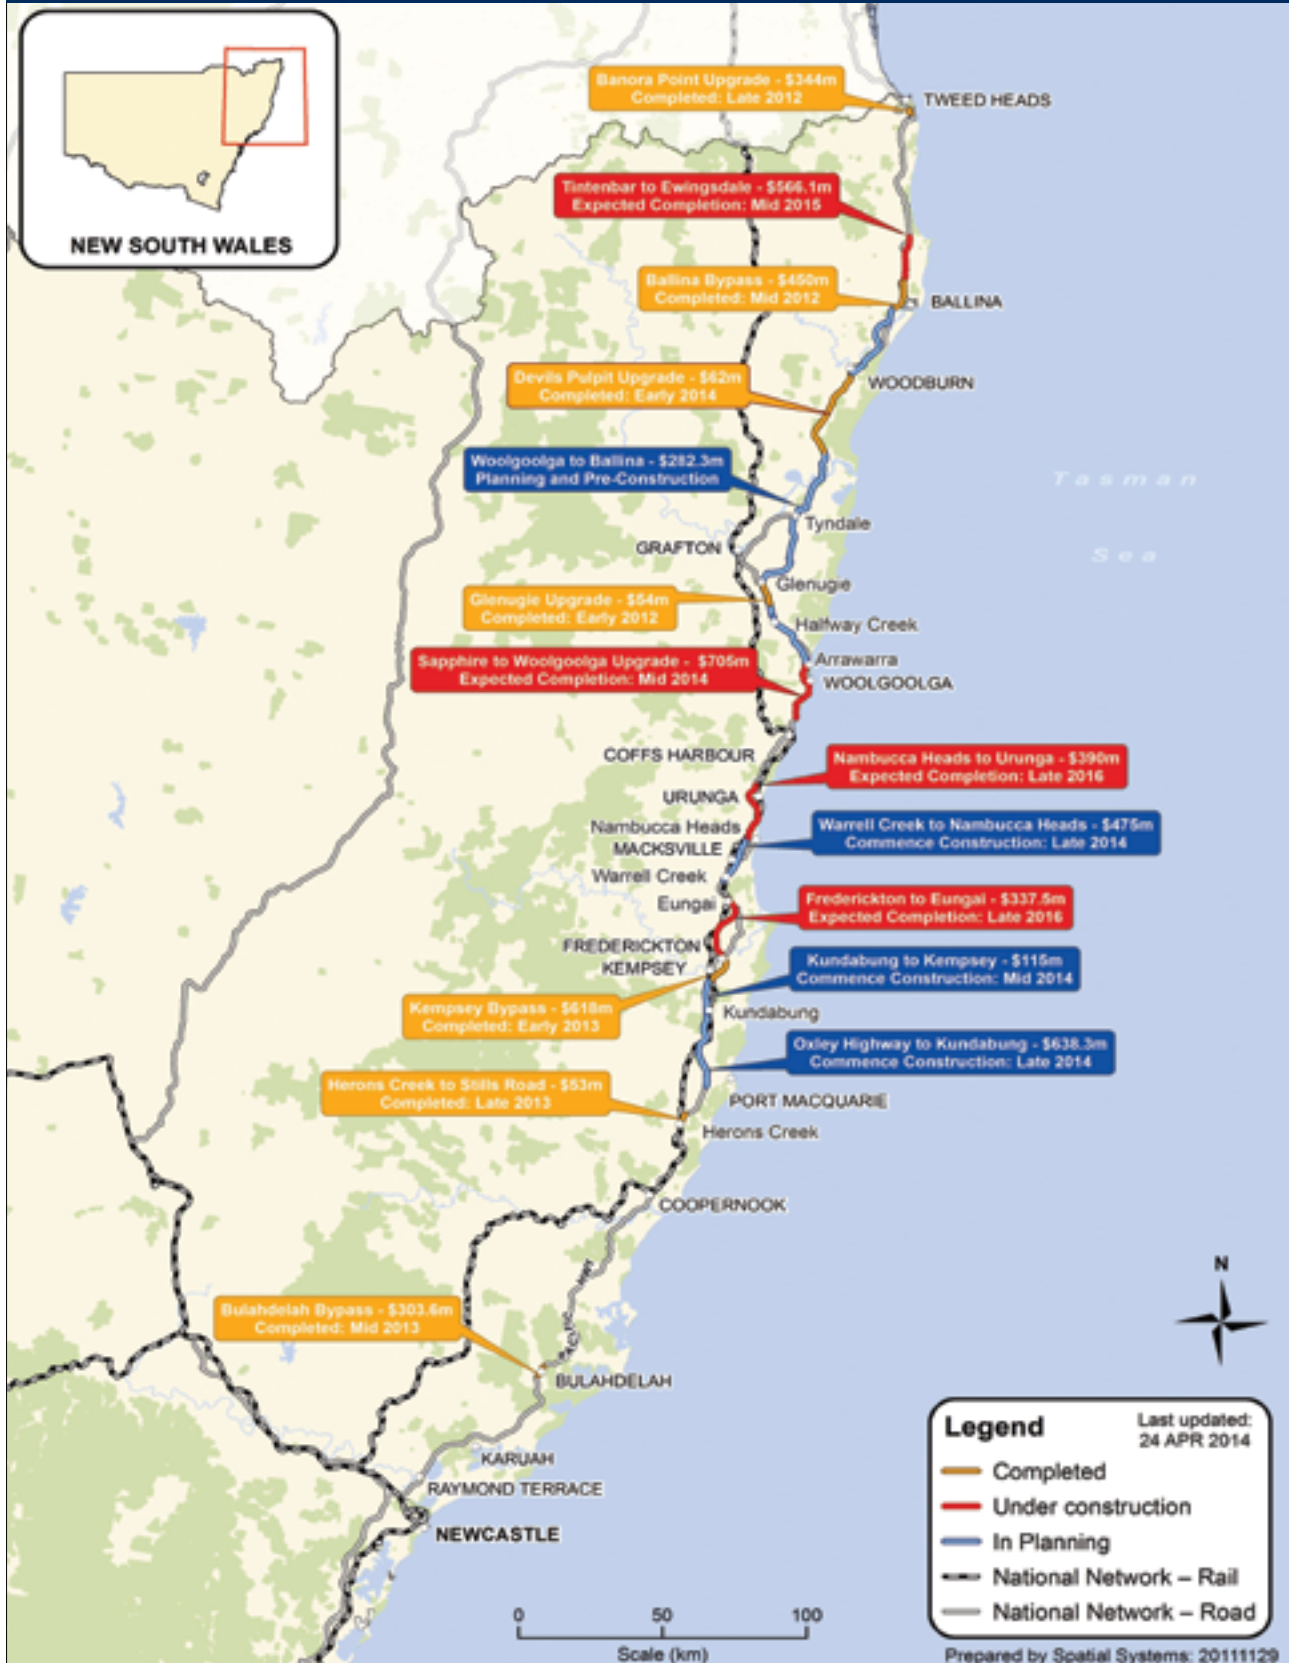 NEW SOUTH WALES
Banora Point Upgrade - $344m
Completed: Late 2012
TWEED HEADS
Tintenbar to Ewingsdale - $566.1m
Expected Completion: Mid 2015
Ballina Bypass - $450m
Completed: Mid 2012
BALLINA
Devils Pulpit Upgrade - $62m
Completed: Early 2014
WOODBURN
Woolgoolga to Ballina - $282.3m
Planning and Pre-Construction
Tasman
Sea
Tyndale
GRAFTON
Glenugie
Glenugie Upgrade - $54m
Completed: Early 2012
Halfway Creek
Sapphire to Woolgoolga Upgrade - $705m
Expected Completion: Mid 2014
Arrawarra
WOOLGOOLGA
COFFS HARBOUR
Nambucca Heads to Urunga - $390m
Expected Completion: Late 2016
URUNGA
Nambucca Heads
MACKSVILLE
Warrell Creek to Nambucca Heads - $475m
Commence Construction: Late 2014
Warrell Creek
Eungai
Frederickton to Eungai - $337.5m
Expected Completion: Late 2016
FREDERICKTON
KEMPSEY
Kundabung to Kempsey - $115m
Commence Construction: Mid 2014
Kempsey Bypass - $618m
Completed: Early 2013
Kundabung
Oxley Highway to Kundabung - $638.3m
Commence Construction: Late 2014
Herons Creek to Stills Road - $53m
Completed: Late 2013
PORT MACQUARIE
Herons Creek
COOPERNOOK
PACIFIC HWY
Bulahdelah Bypass - $303.6m
Completed: Mid 2013
BULAHDELAH
KARUAH
RAYMOND TERRACE
NEWCASTLE
N
Legend
Last updated:
24 APR 2014
Completed
Under construction
In Planning
National Network – Rail
National Network – Road
0 50 100
Scale (km)
Prepared by Spatial Systems: 20111129